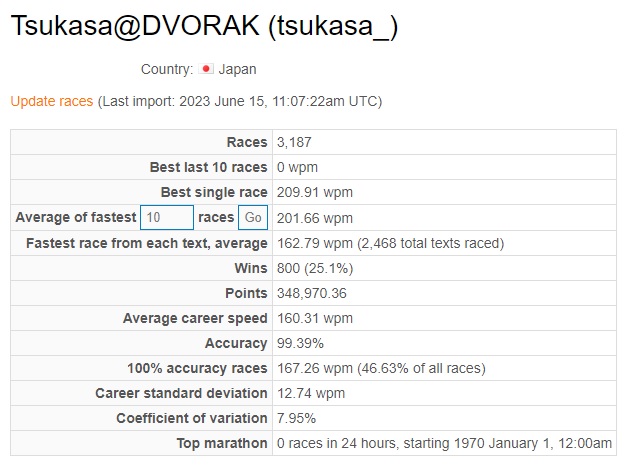 Tsukasa@DVORAK (tsukasa_)
Country: Japan
Update races (Last import: 2023 June 15, 11:07:22am UTC)
Races 3,187
Best last 10 races 0 wpm
Best single race 209.91 wpm
Average of fastest 10 races Go 201.66 wpm
Fastest race from each text, average 162.79 wpm (2,468 total texts raced)
Wins 800 (25.1%)
Points 348,970.36
Average career speed 160.31 wpm
Accuracy 99.39%
100% accuracy races 167.26 wpm (46.63% of all races)
Career standard deviation 12.74 wpm
Coefficient of variation 7.95%
Top marathon 0 races in 24 hours, starting 1970 January 1, 12:00am